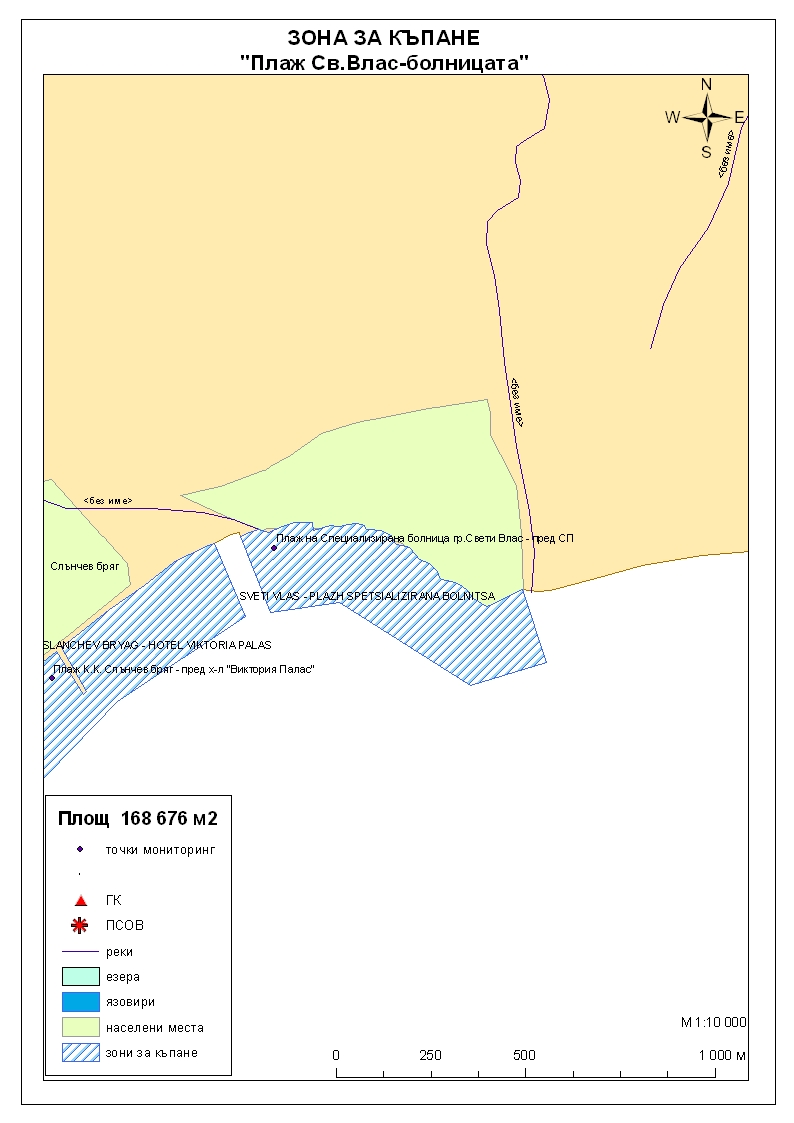 ЗОНА ЗА КЪПАНЕ
"Плаж Св.Влас-болницата"
N
W E
S
<без име>
<без име>
<без име>
Плаж на Специализирана болница гр.Свети Влас - пред СП
Слънчев бряг
SVETI VLAS - PLAZH SPETSIALIZIRANA BOLNITSA
SLANCHEV BRYAG - HOTEL VIKTORIA PALAS
Плаж К.К. Слънчев бряг - пред х-л "Виктория Палас"
Площ 168 676 м2
точки мониторинг
ГК
ПСОВ
реки
езера
язовири
населени места
зони за къпане
М 1:10 000
0 250 500 1 000 м